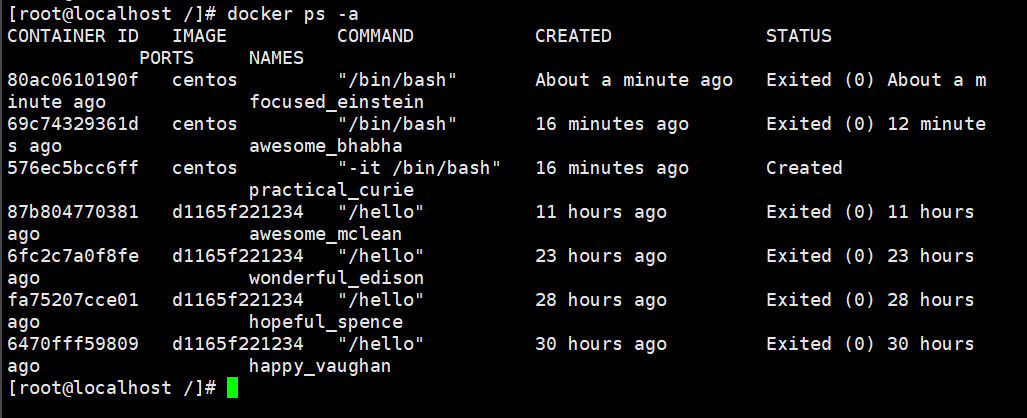 [root@localhost /]# docker ps -a
CONTAINER ID   IMAGE          COMMAND           CREATED              STATUS
            PORTS     NAMES
80ac0610190f   centos         "/bin/bash"       About a minute ago   Exited (0) About a m
inute ago             focused_einstein
69c74329361d   centos         "/bin/bash"       16 minutes ago       Exited (0) 12 minute
s ago                 awesome_bhabha
576ec5bcc6ff   centos         "-it /bin/bash"   16 minutes ago       Created
                      practical_curie
87b804770381   d1165f221234   "/hello"          11 hours ago         Exited (0) 11 hours
ago                   awesome_mclean
6fc2c7a0f8fe   d1165f221234   "/hello"          23 hours ago         Exited (0) 23 hours
ago                   wonderful_edison
fa75207cce01   d1165f221234   "/hello"          28 hours ago         Exited (0) 28 hours
ago                   hopeful_spence
6470fff59809   d1165f221234   "/hello"          30 hours ago         Exited (0) 30 hours
ago                   happy_vaughan
[root@localhost /]#